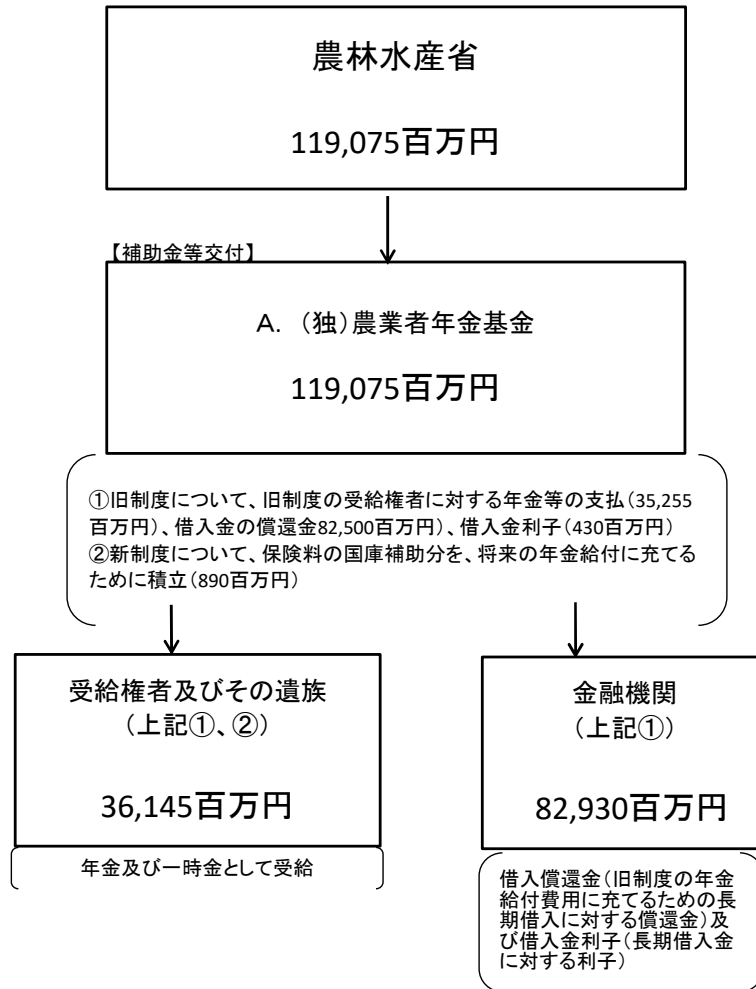 農林水産省
119,075百万円
【補助金等交付】
A．（独）農業者年金基金
119,075百万円
①旧制度について、旧制度の受給権者に対する年金等の支払（35,255
百万円）、借入金の償還金82,500百万円）、借入金利子（430百万円）
②新制度について、保険料の国庫補助分を、将来の年金給付に充てる
ために積立（890百万円）
受給権者及びその遺族
（上記①、②）
36,145百万円
年金及び一時金として受給
金融機関
（上記①）
82,930百万円
借入償還金（旧制度の年金
給付費用に充てるための長
期借入に対する償還金）及
び借入金利子（長期借入金
に対する利子）